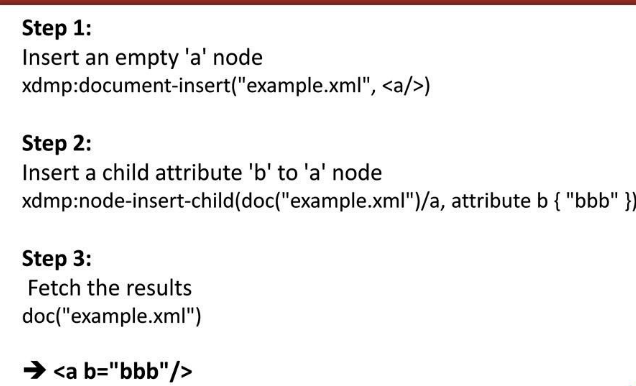 Step 1:
Insert an empty 'a' node
xdmp:document-insert("example.xml", <a/>)
Step 2:
Insert a child attribute 'b' to 'a' node
xdmp:node-insert-child(doc("example.xml")/a, attribute b { "bbb" })
Step 3:
Fetch the results
doc("example.xml")
➔ <a b="bbb"/>